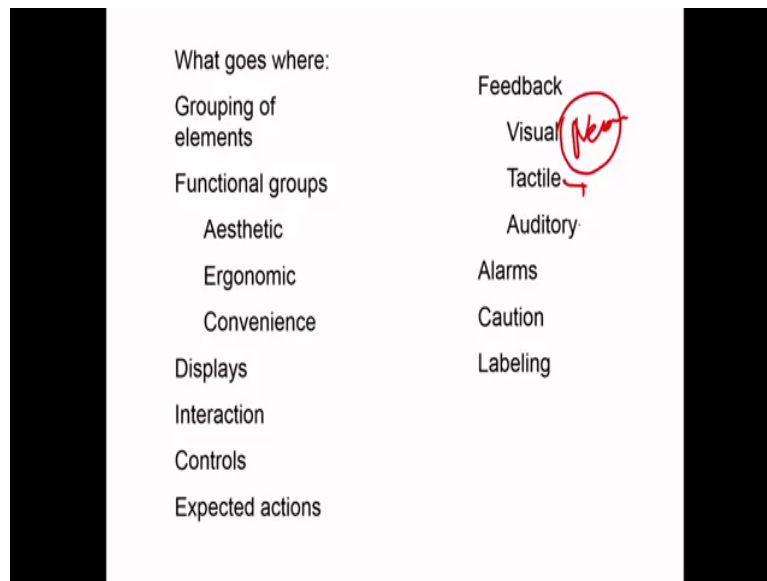 What goes where:
Grouping of
elements
Functional groups
Aesthetic
Ergonomic
Convenience
Displays
Interaction
Controls
Expected actions
Feedback
Visual
Tactile
Auditory
Alarms
Caution
Labeling